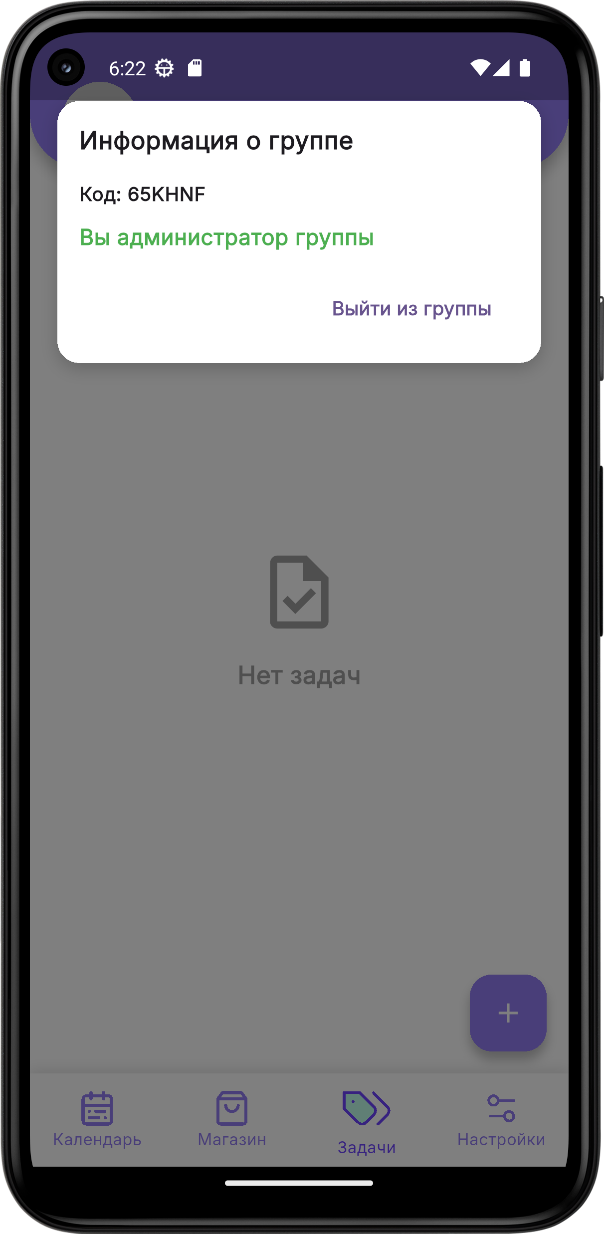 6:22
Информация о группе
Код: 65KHNF
Вы администратор группы
Выйти из группы
Нет задач
+
Календарь
Магазин
Задачи
Настройки